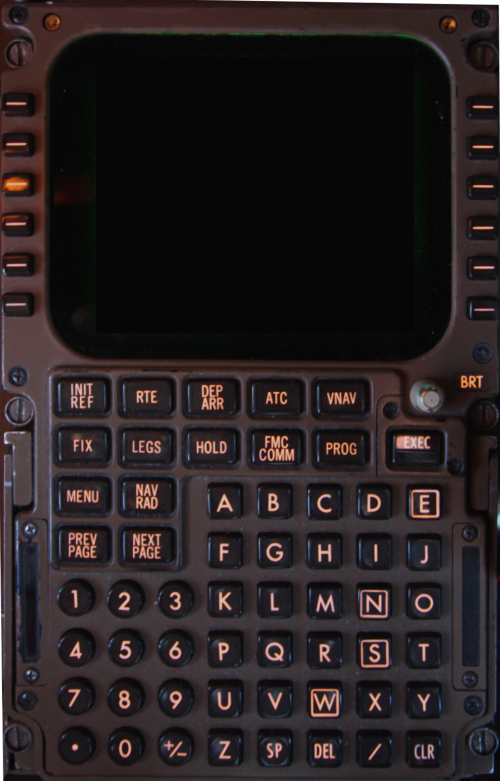 BRT
INIT REF RTE DEP ARR ATC VNAV
FIX LEGS HOLD FMC COMM PROG EXEC
MENU NAV RAD A B C D E
PREV PAGE NEXT PAGE F G H I J
1 2 3 K L M N O
4 5 6 P Q R S T
7 8 9 U V W X Y
. 0 +/- Z SP DEL / CLR